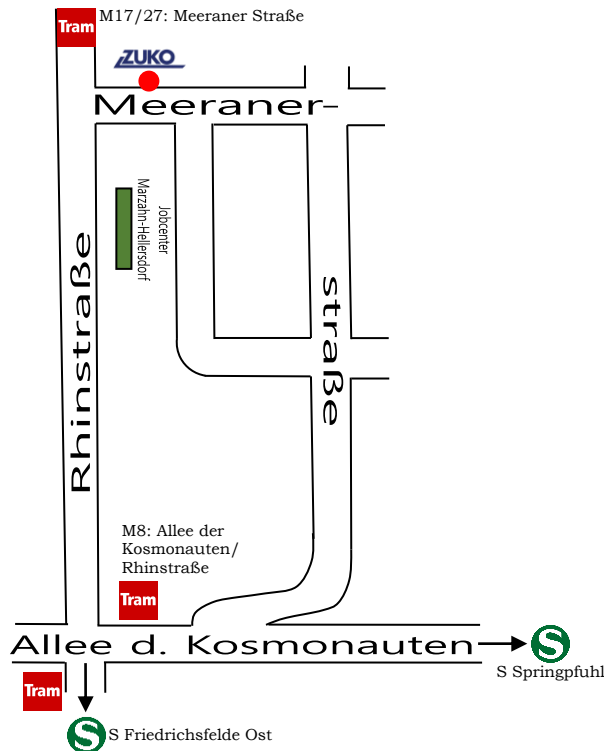 Tram
M17/27: Meeraner Straße
ZUKO
Meeraner-
Jobcenter
Marzahn-Hellersdorf
Rhinstraße
straße
M8: Allee der
Kosmonauten/
Rhinstraße
Tram
Allee d. Kosmonauten
S
S Springpfuhl
Tram
S
S Friedrichsfelde Ost